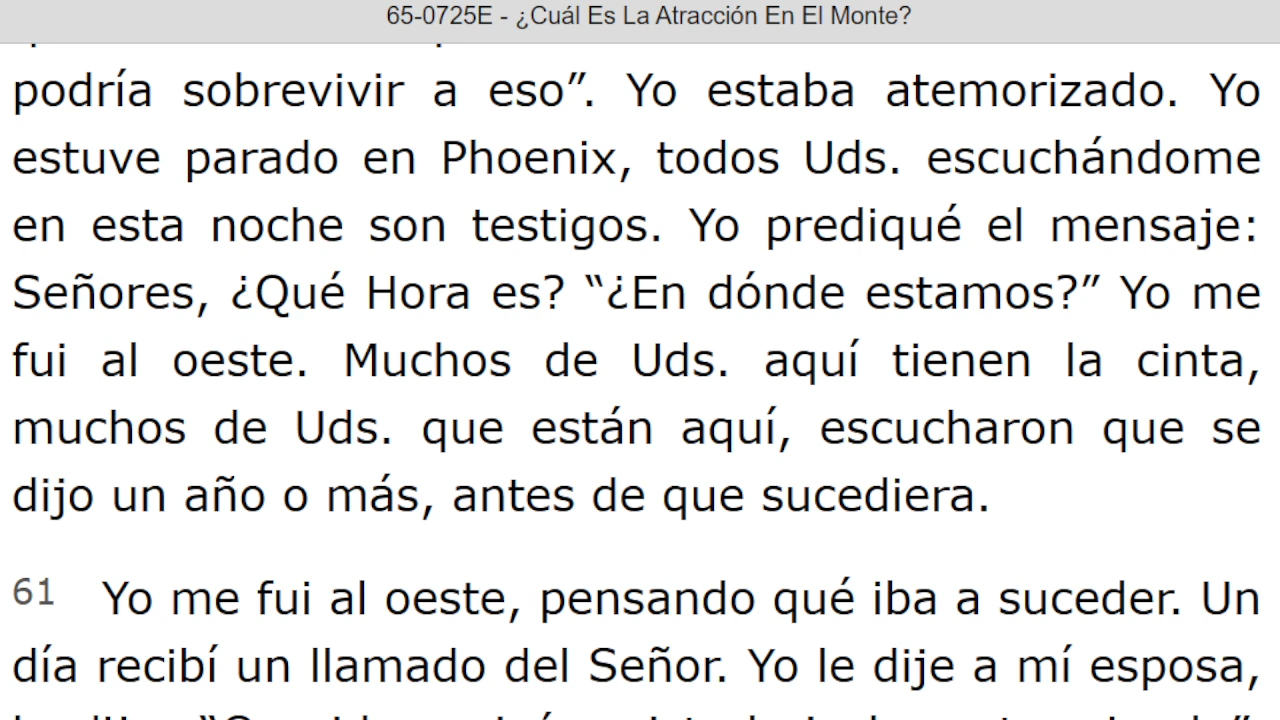 65-0725E - ¿Cuál Es La Atracción En El Monte?
podría sobrevivir a eso”. Yo estaba atemorizado. Yo
estuve parado en Phoenix, todos Uds. escuchándome
en esta noche son testigos. Yo prediqué el mensaje:
Señores, ¿Qué Hora es? “¿En dónde estamos?” Yo me
fui al oeste. Muchos de Uds. aquí tienen la cinta,
muchos de Uds. que están aquí, escucharon que se
dijo un año o más, antes de que sucediera.
61 Yo me fui al oeste, pensando qué iba a suceder. Un
día recibí un llamado del Señor. Yo le dije a mí esposa,